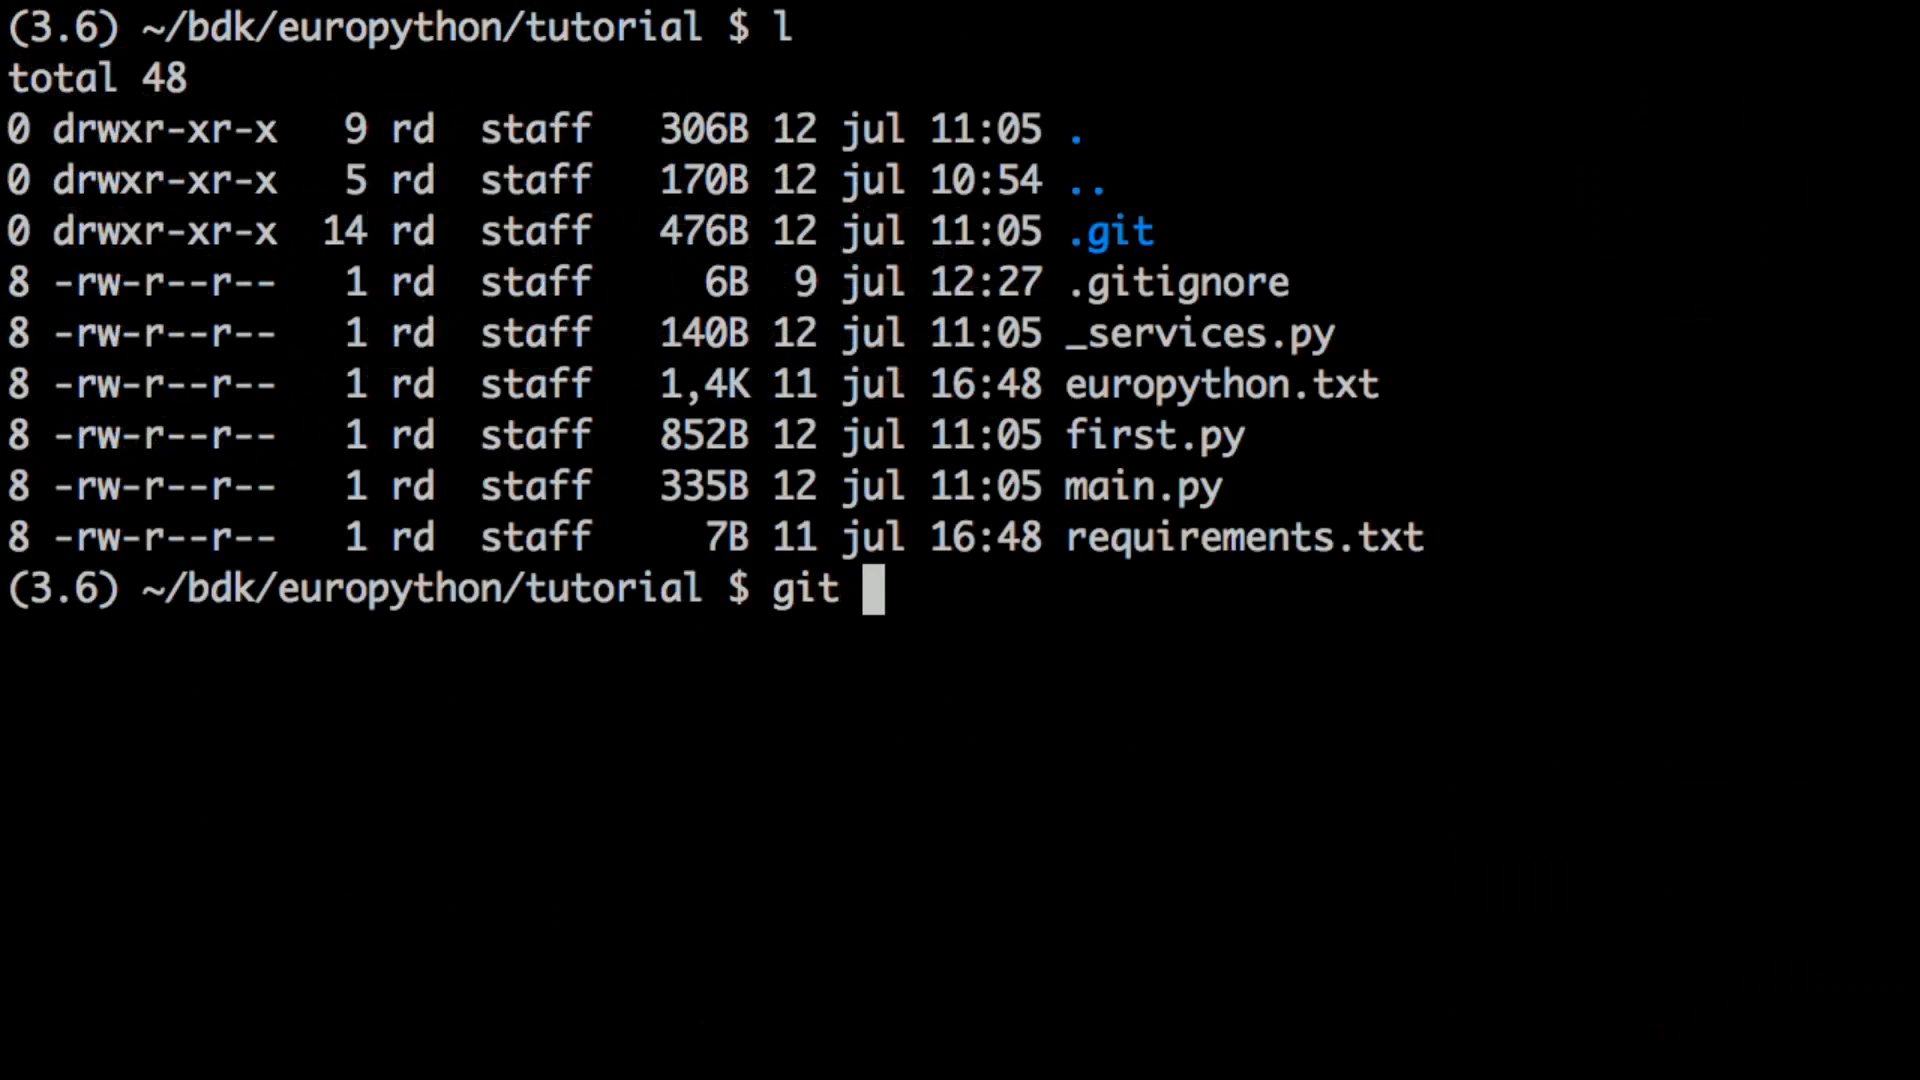 (3.6) ~/bdk/europython/tutorial $ l
total 48
0 drwxr-xr-x   9 rd  staff   306B 12 jul 11:05 .
0 drwxr-xr-x   5 rd  staff   170B 12 jul 10:54 ..
0 drwxr-xr-x  14 rd  staff   476B 12 jul 11:05 .git
8 -rw-r--r--   1 rd  staff     6B  9 jul 12:27 .gitignore
8 -rw-r--r--   1 rd  staff   140B 12 jul 11:05 _services.py
8 -rw-r--r--   1 rd  staff   1,4K 11 jul 16:48 europython.txt
8 -rw-r--r--   1 rd  staff   852B 12 jul 11:05 first.py
8 -rw-r--r--   1 rd  staff   335B 12 jul 11:05 main.py
8 -rw-r--r--   1 rd  staff     7B 11 jul 16:48 requirements.txt
(3.6) ~/bdk/europython/tutorial $ git